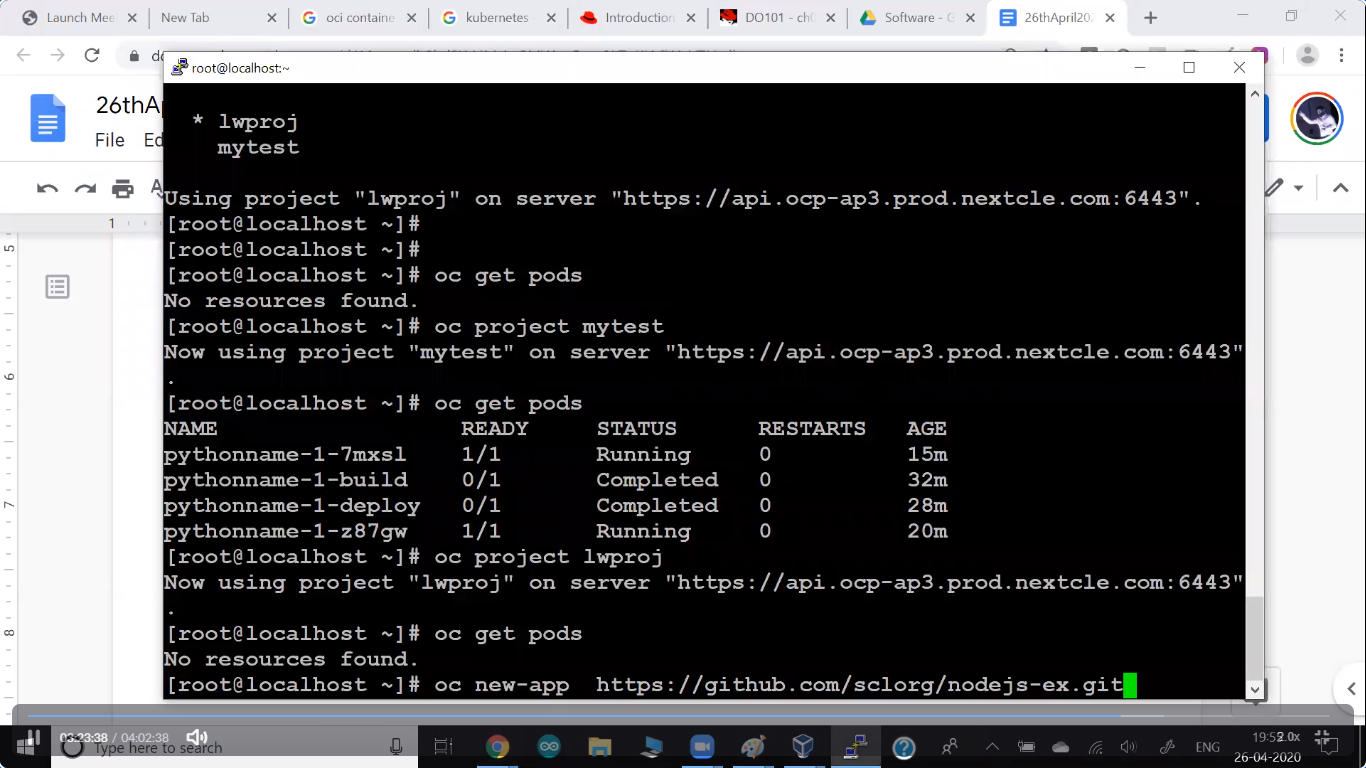 Launch Mee
New Tab
oci containe
kubernetes
Introduction
DO101 - ch0
Software - G
26thApril202
26thAp
File Ed
root@localhost:~
* lwproj
mytest
Using project "lwproj" on server "https://api.ocp-ap3.prod.nextcle.com:6443".
[root@localhost ~]#
[root@localhost ~]#
[root@localhost ~]# oc get pods
No resources found.
[root@localhost ~]# oc project mytest
Now using project "mytest" on server "https://api.ocp-ap3.prod.nextcle.com:6443"
.
[root@localhost ~]# oc get pods
NAME READY STATUS RESTARTS AGE
pythonname-1-7mxsl 1/1 Running 0 15m
pythonname-1-build 0/1 Completed 0 32m
pythonname-1-deploy 0/1 Completed 0 28m
pythonname-1-z87gw 1/1 Running 0 20m
[root@localhost ~]# oc project lwproj
Now using project "lwproj" on server "https://api.ocp-ap3.prod.nextcle.com:6443"
.
[root@localhost ~]# oc get pods
No resources found.
[root@localhost ~]# oc new-app https://github.com/sclorg/nodejs-ex.git
1
5
6
7
8
03:23:38 / 04:02:38
Type here to search
ENG
2.0x
26-04-2020